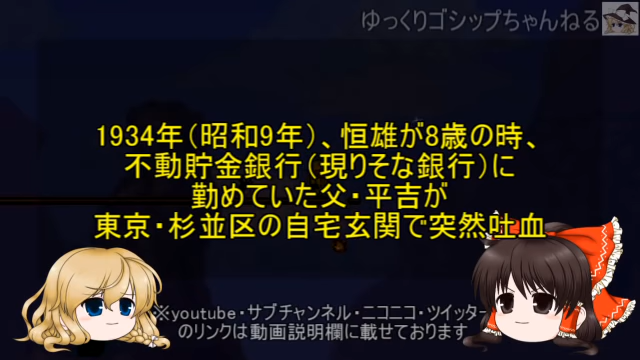 ゆっくりゴシップちゃんねる
1934年（昭和9年）、恒雄が8歳の時、
不動貯金銀行（現りそな銀行）に
勤めていた父・平吉が
東京・杉並区の自宅玄関で突然吐血
※youtube・サブチャンネル・ニコニコ・ツイッター
のリンクは動画説明欄に載せております